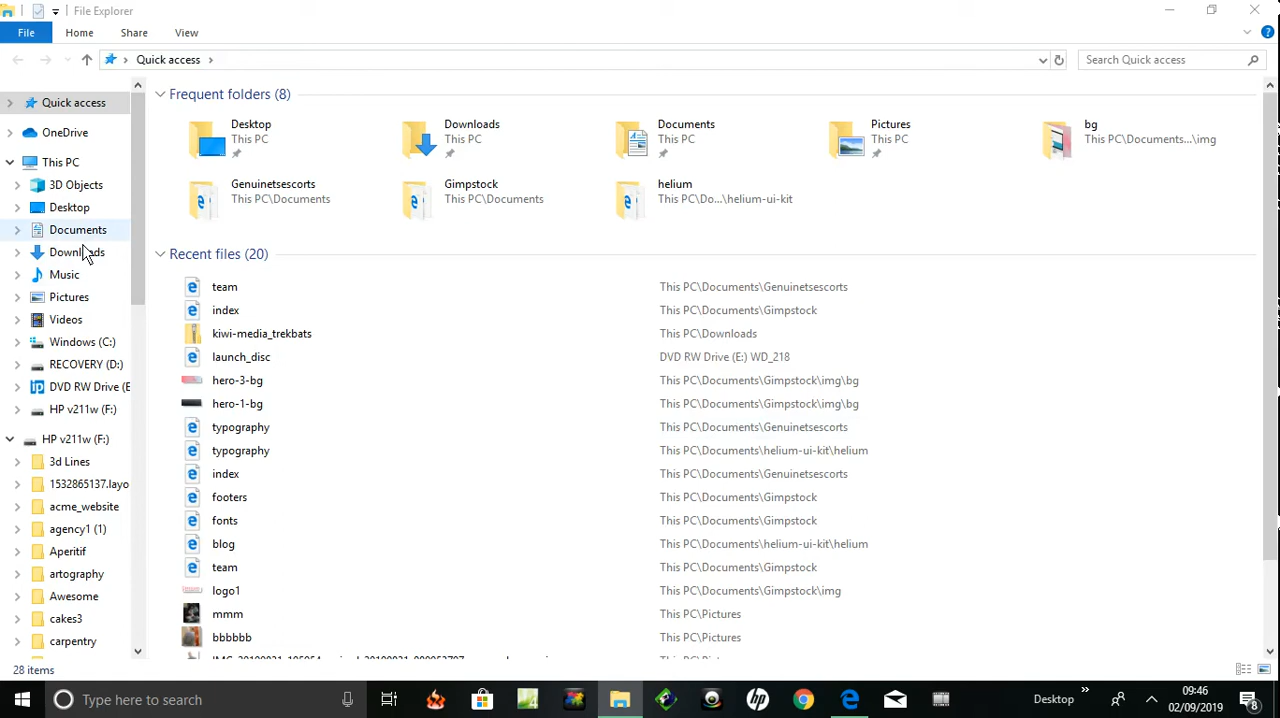 File Explorer
File Home Share View
Quick access
Search Quick access
Quick access
OneDrive
This PC
3D Objects
Desktop
Documents
Downloads
Music
Pictures
Videos
Windows (C:)
RECOVERY (D:)
DVD RW Drive (E
HP v211w (F:)
HP v211w (F:)
3d Lines
1532865137.layo
acme_website
agency1 (1)
Aperitif
artography
Awesome
cakes3
carpentry
Frequent folders (8)
Desktop
This PC
Downloads
This PC
Documents
This PC
Pictures
This PC
bg
This PC\Documents...\img
Genuinetsescorts
This PC\Documents
Gimpstock
This PC\Documents
helium
This PC\Do...\helium-ui-kit
Recent files (20)
team This PC\Documents\Genuinetsescorts
index This PC\Documents\Gimpstock
kiwi-media_trekbats This PC\Downloads
launch_disc DVD RW Drive (E:) WD_218
hero-3-bg This PC\Documents\Gimpstock\img\bg
hero-1-bg This PC\Documents\Gimpstock\img\bg
typography This PC\Documents\Genuinetsescorts
typography This PC\Documents\helium-ui-kit\helium
index This PC\Documents\Genuinetsescorts
footers This PC\Documents\Gimpstock
fonts This PC\Documents\Gimpstock
blog This PC\Documents\helium-ui-kit\helium
team This PC\Documents\Gimpstock
logo1 This PC\Documents\Gimpstock\img
mmm This PC\Pictures
bbbbbb This PC\Pictures
28 items
Type here to search
Desktop
09:46
02/09/2019
8